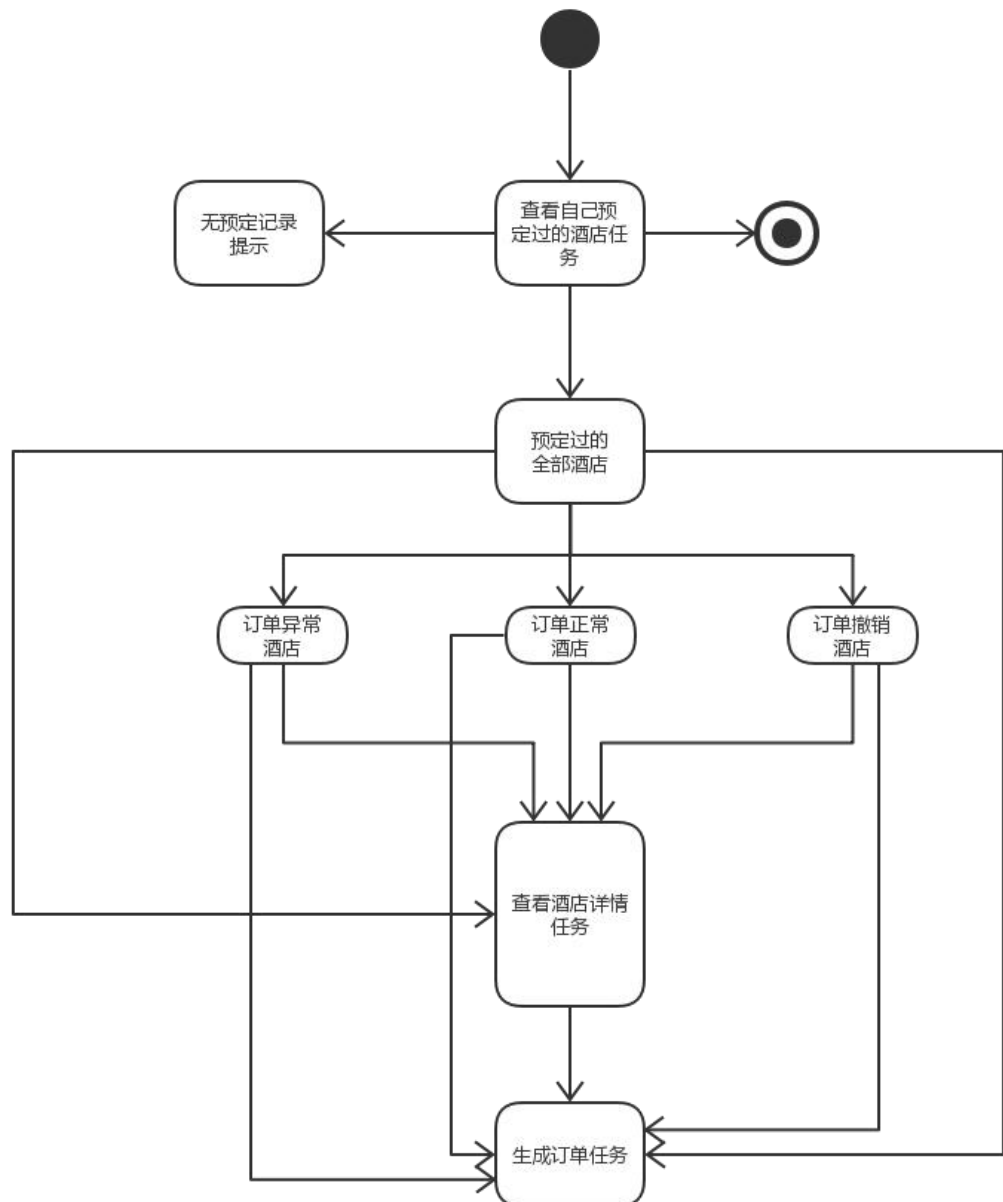 查看自己预
定过的酒店任
务
无预定记录
提示
预定过的
全部酒店
订单异常
酒店
订单正常
酒店
订单撤销
酒店
查看酒店详情
任务
生成订单任务